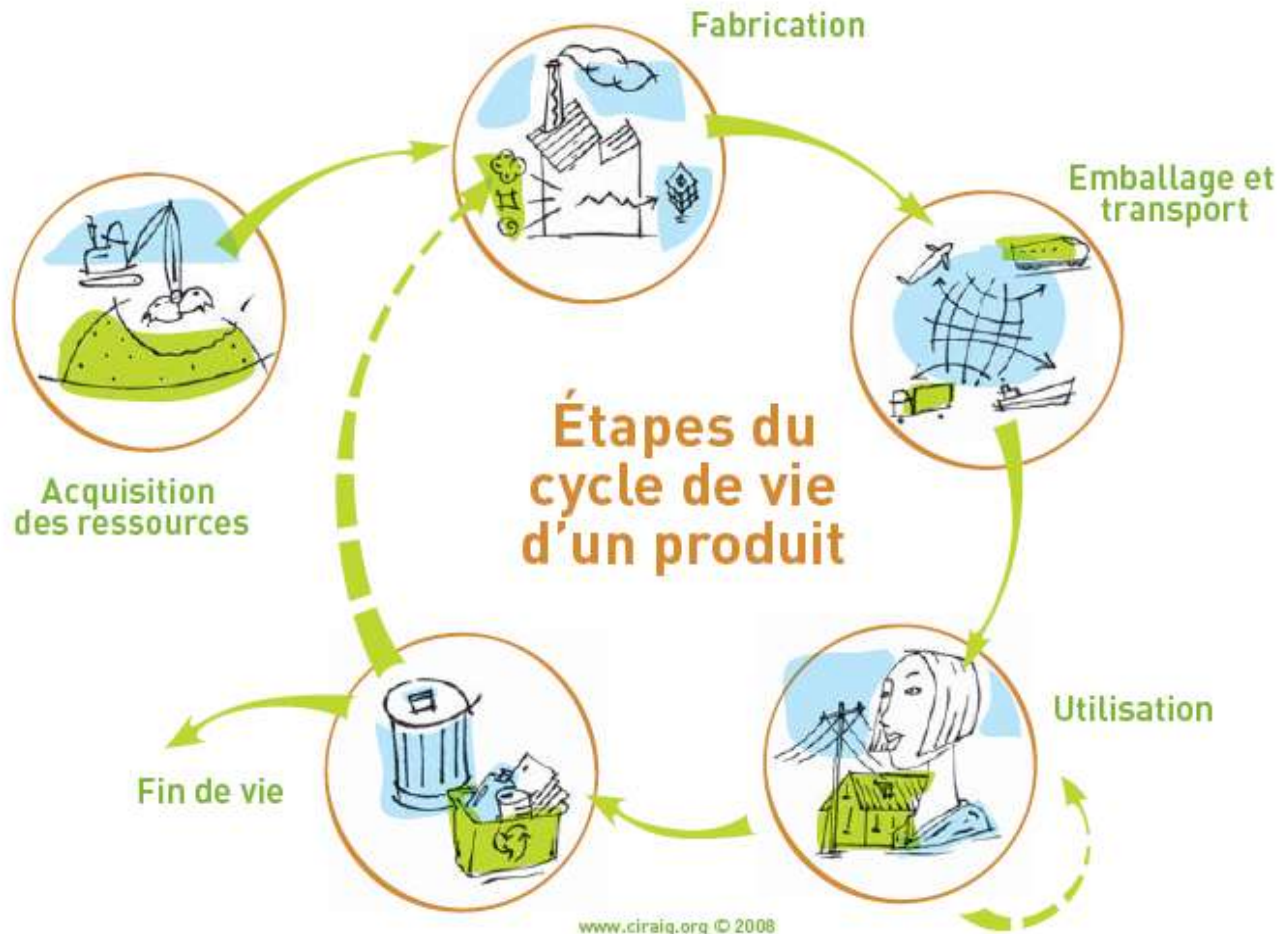 Fabrication
Emballage et
transport
Étapes du
cycle de vie
d'un produit
Acquisition
des ressources
Utilisation
Fin de vie
www.ciraig.org © 2008